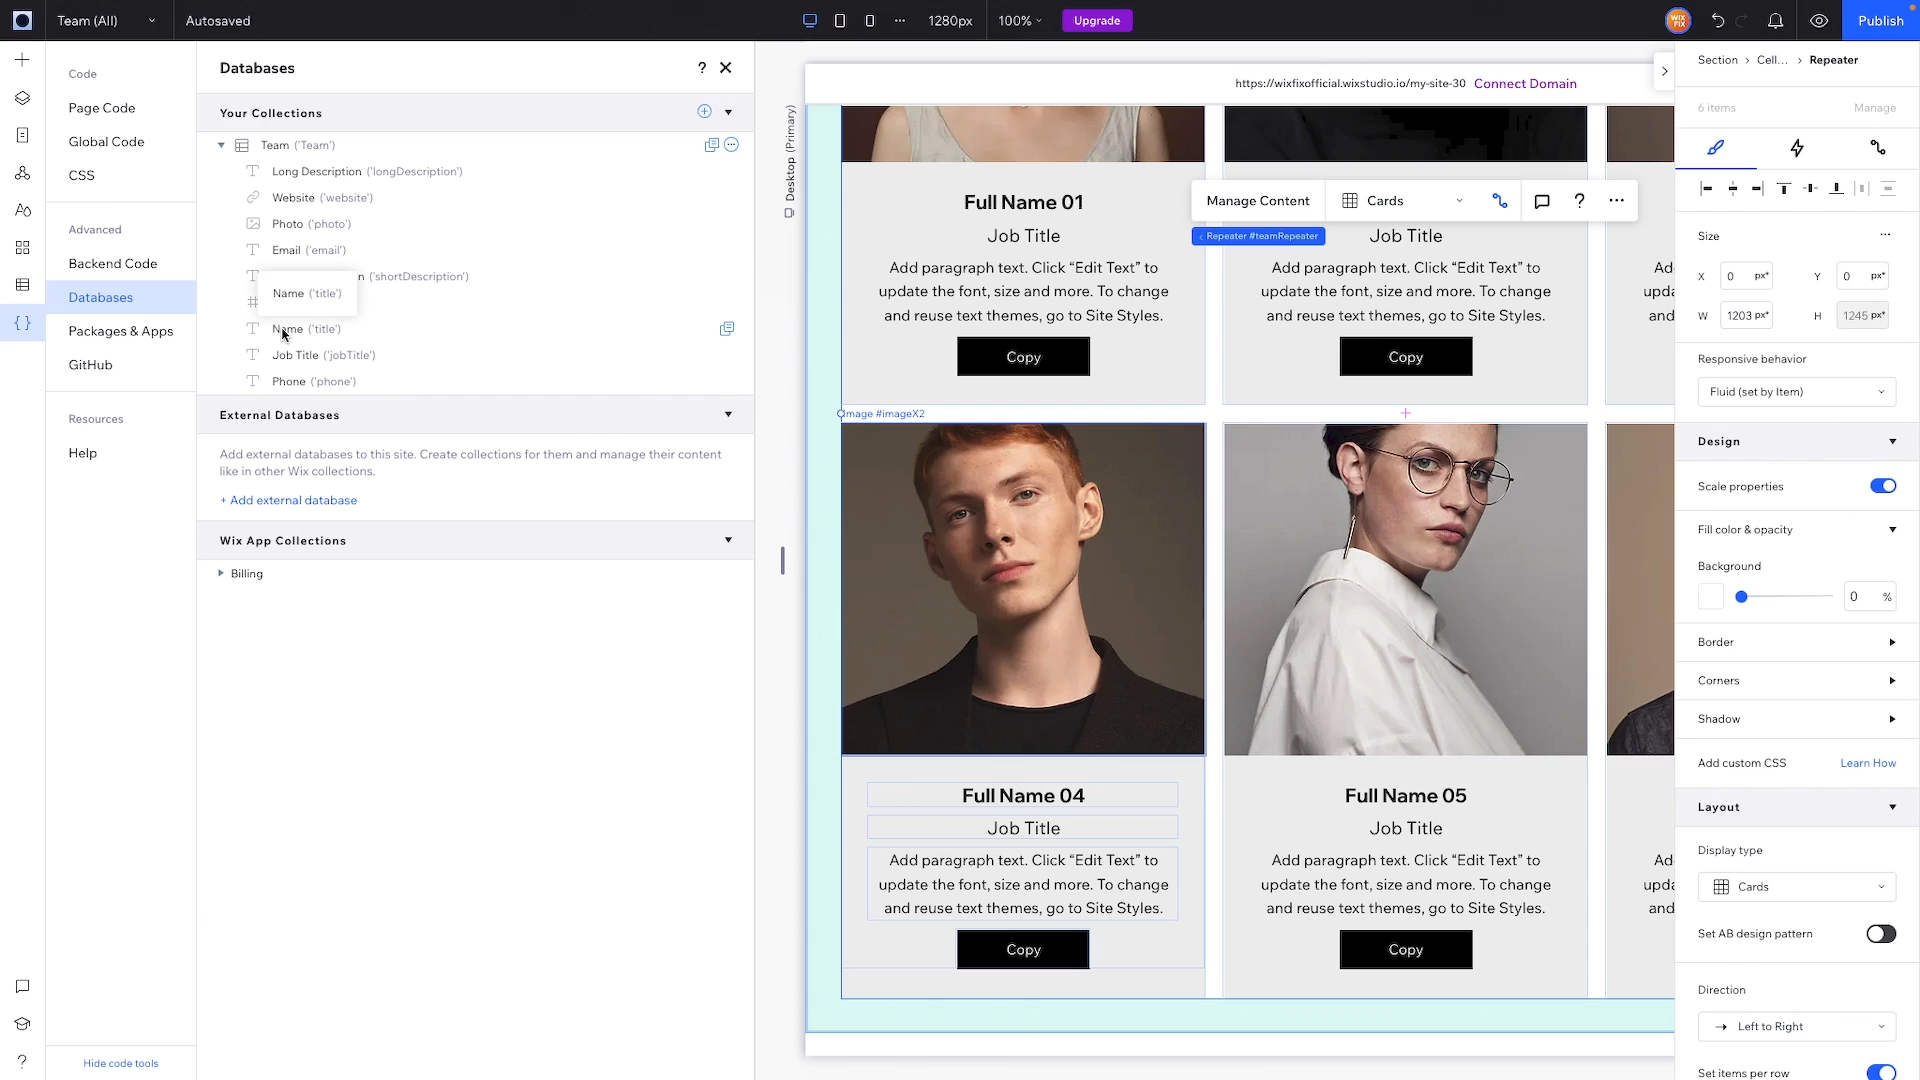 Team (All)
Autosaved
1280px
100%
Upgrade
WIX
FIX
Publish
Code
Page Code
Global Code
CSS
Advanced
Backend Code
Databases
Packages & Apps
GitHub
Resources
Help
Hide code tools
Databases
?
Your Collections
Team ('Team')
Long Description ('longDescription')
Website ('website')
Photo ('photo')
Email ('email')
n ('shortDescription')
Name ('title')
Name ('title')
Job Title ('jobTitle')
Phone ('phone')
External Databases
Add external databases to this site. Create collections for them and manage their content
like in other Wix collections.
+ Add external database
Wix App Collections
Billing
Desktop (Primary)
https://wixfixofficial.wixstudio.io/my-site-30 Connect Domain
Manage Content
Cards
?
Repeater #teamRepeater
Full Name 01
Job Title
Add paragraph text. Click “Edit Text” to
update the font, size and more. To change
and reuse text themes, go to Site Styles.
Copy
Job Title
Add paragraph text. Click “Edit Text” to
update the font, size and more. To change
and reuse text themes, go to Site Styles.
Copy
Ad
upda
and
Image #imageX2
Full Name 04
Job Title
Add paragraph text. Click “Edit Text” to
update the font, size and more. To change
and reuse text themes, go to Site Styles.
Copy
Full Name 05
Job Title
Add paragraph text. Click “Edit Text” to
update the font, size and more. To change
and reuse text themes, go to Site Styles.
Copy
Ad
upda
and
Section > Cell... > Repeater
6 items
Manage
Size
X 0 px*
Y 0 px*
W 1203 px*
H 1245 px*
Responsive behavior
Fluid (set by Item)
Design
Scale properties
Fill color & opacity
Background
0 %
Border
Corners
Shadow
Add custom CSS
Learn How
Layout
Display type
Cards
Set AB design pattern
Direction
Left to Right
Set items per row